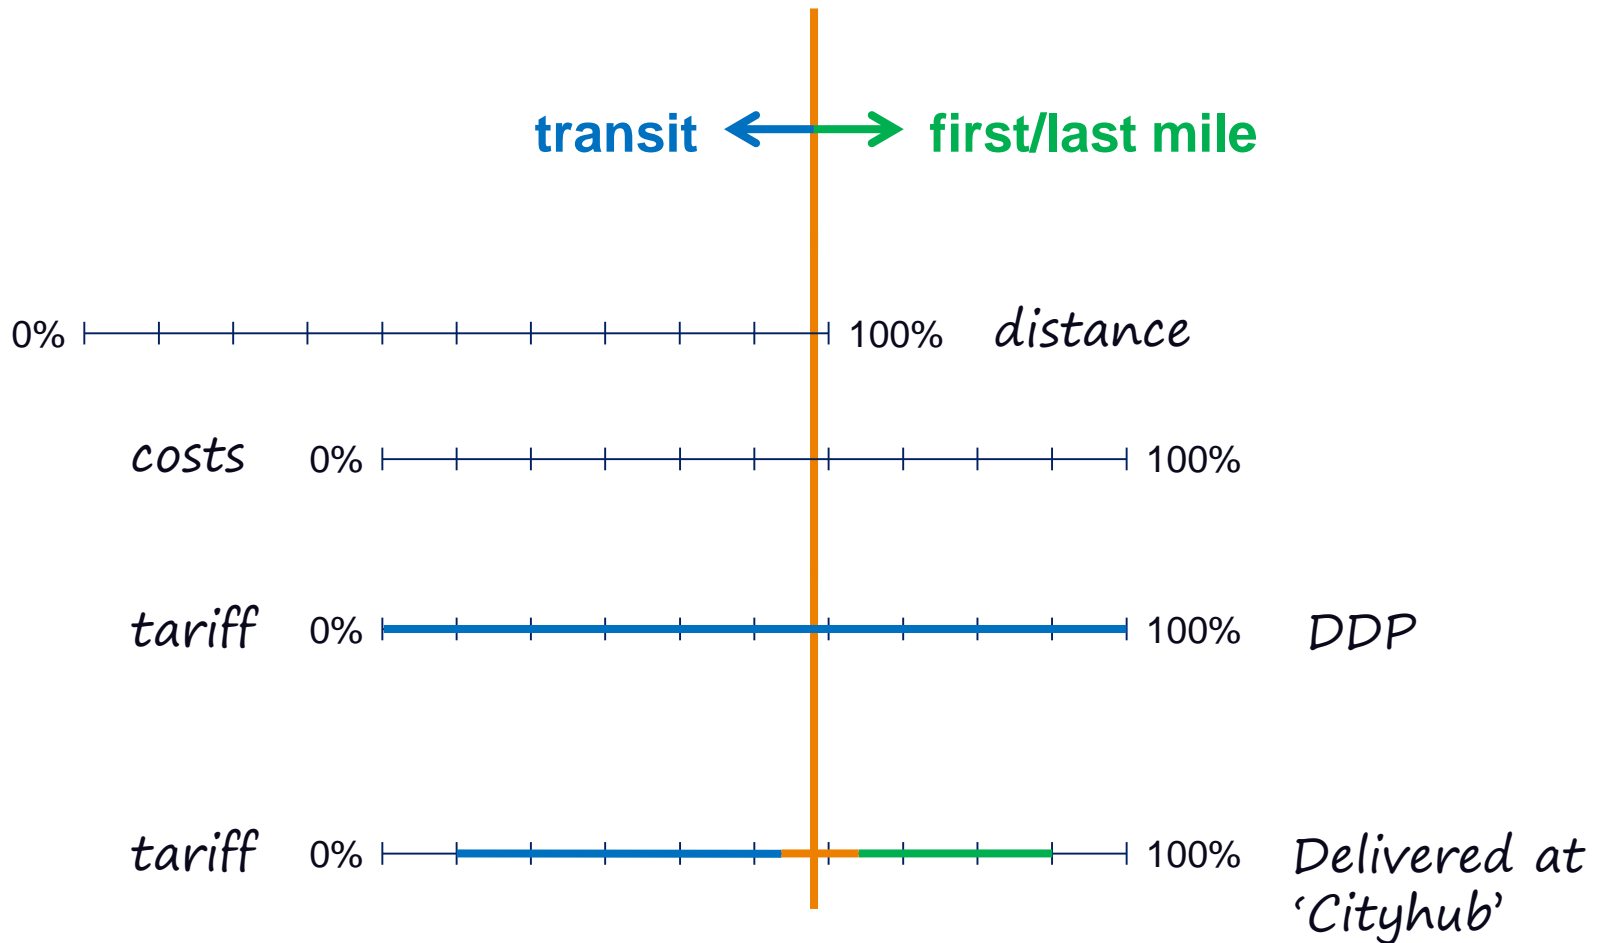 transit first/last mile
0% 100% distance
costs 0% 100%
tariff 0% 100% DDP
tariff 0% 100% Delivered at
‘Cityhub’